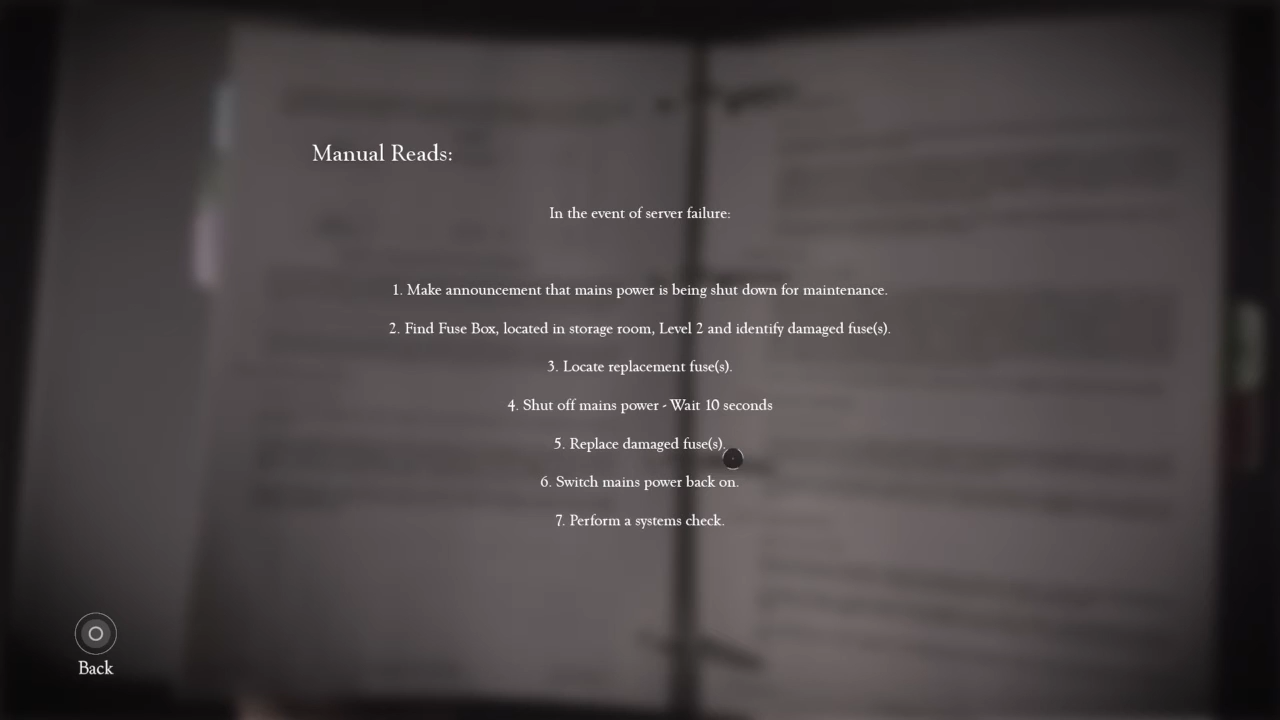 Manual Reads:
In the event of server failure:
1. Make announcement that mains power is being shut down for maintenance.
2. Find Fuse Box, located in storage room, Level 2 and identify damaged fuse(s).
3. Locate replacement fuse(s).
4. Shut off mains power - Wait 10 seconds
5. Replace damaged fuse(s).
6. Switch mains power back on.
7. Perform a systems check.
Back